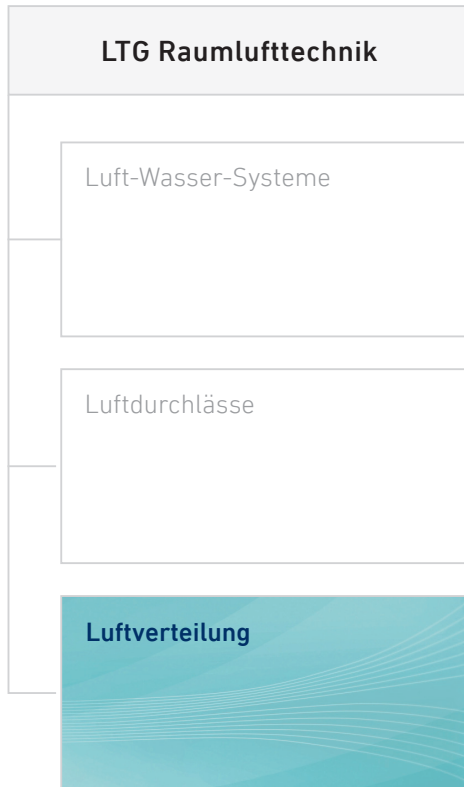 LTG Raumlufttechnik
Luft-Wasser-Systeme
Luftdurchlässe
Luftverteilung